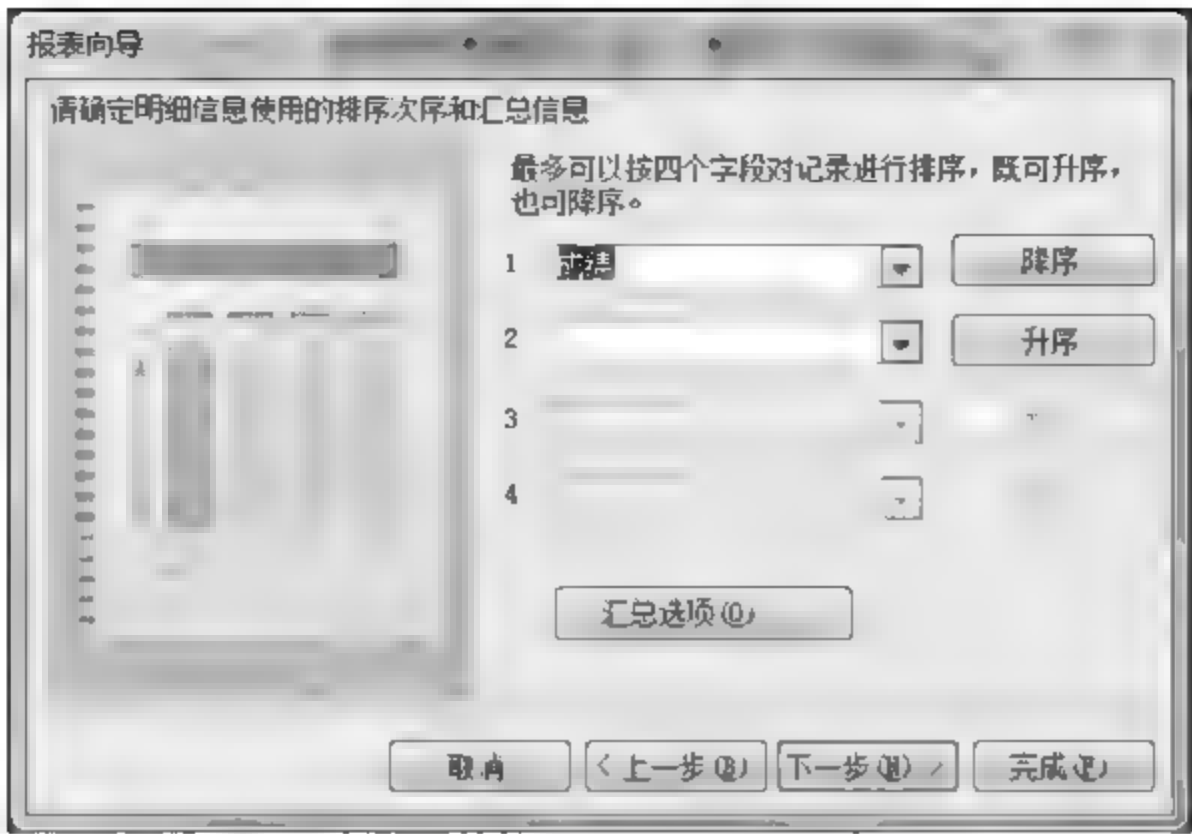 报表向导
请确定明细信息使用的排序次序和汇总信息
最多可以按四个字段对记录进行排序，既可升序，
也可降序。
1 成绩 降序
2 升序
3
4
汇总选项(O)
取消 < 上一步(B) 下一步(N) > 完成(F)